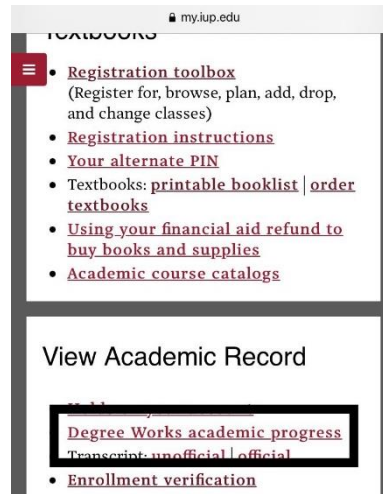 my.iup.edu
Textbooks
Registration toolbox
(Register for, browse, plan, add, drop,
and change classes)
Registration instructions
Your alternate PIN
Textbooks: printable booklist | order
textbooks
Using your financial aid refund to
buy books and supplies
Academic course catalogs
View Academic Record
Degree Works academic progress
Transcript: unofficial | official
Enrollment verification